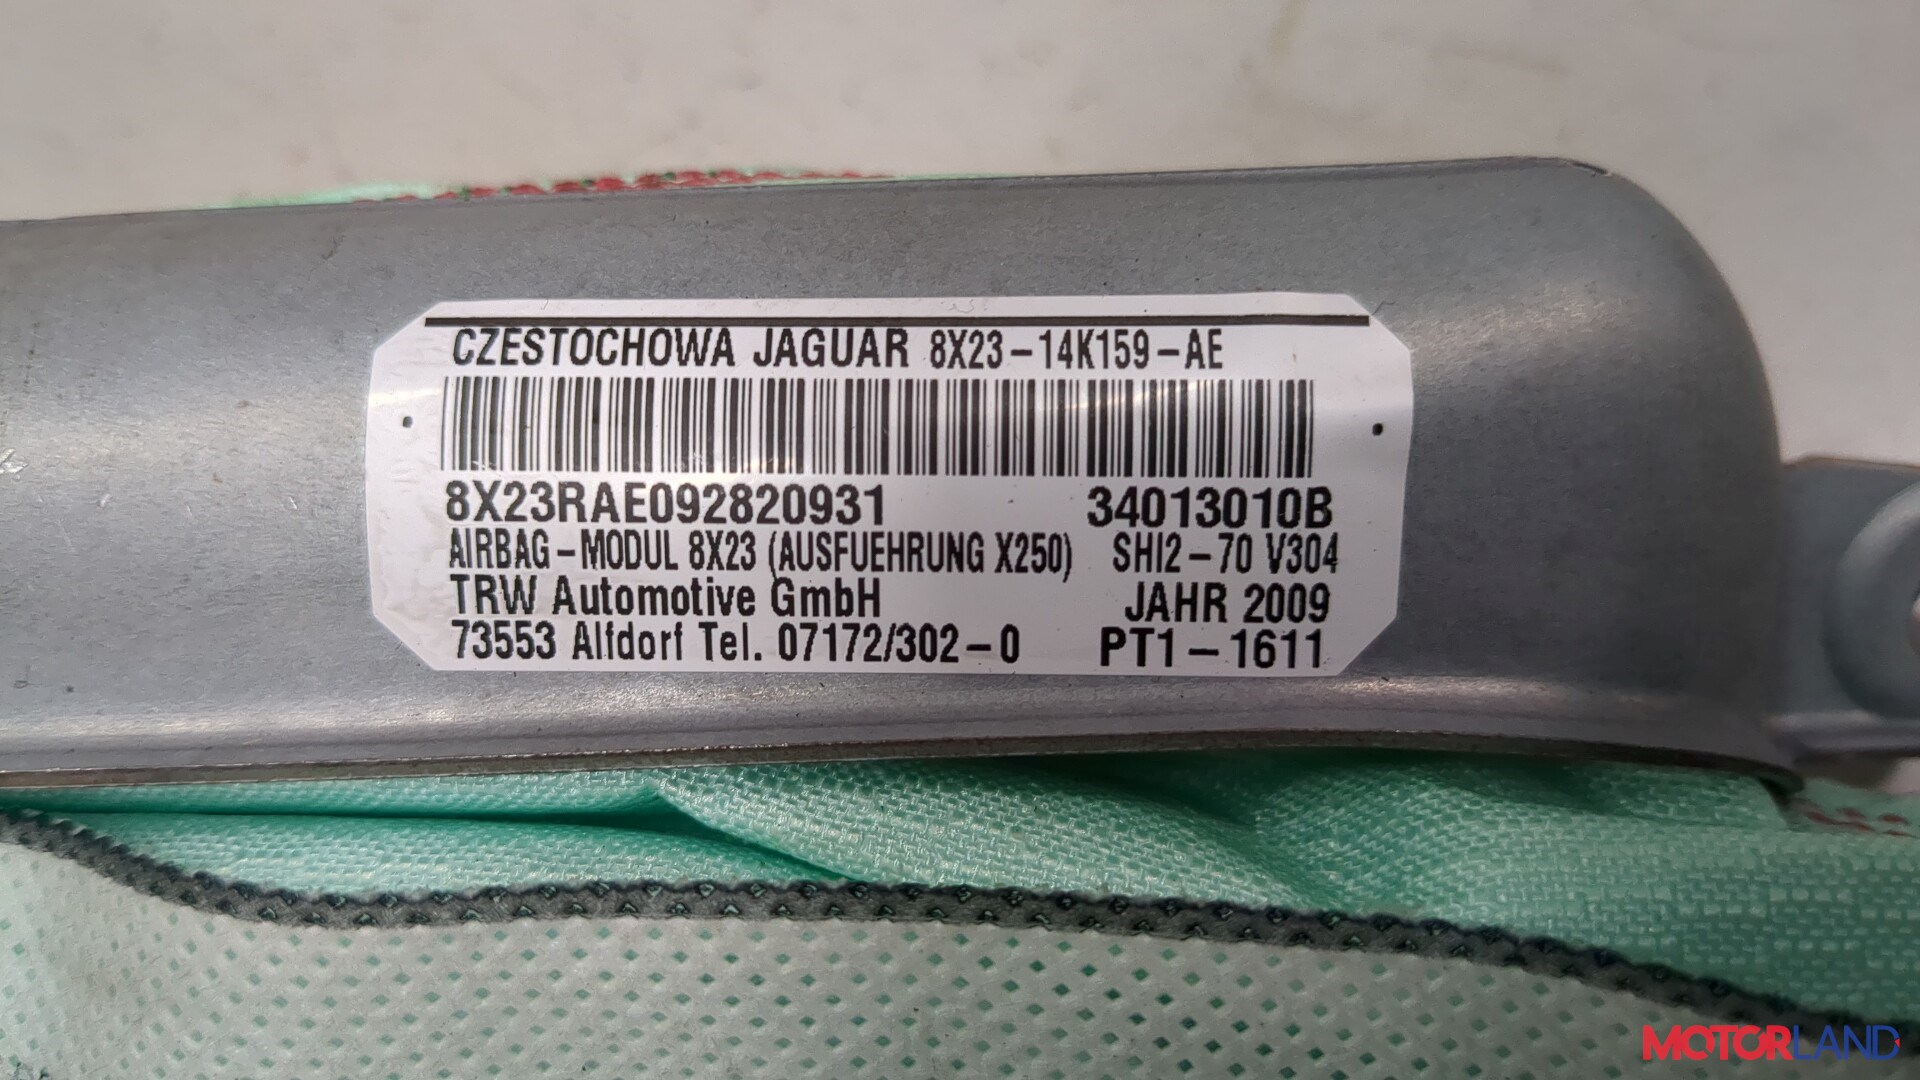 CZESTOCHOWA JAGUAR 8X23-14K159-AE
8X23RAE092820931 34013010B
AIRBAG-MODUL 8X23 (AUSFUEHRUNG X250) SHI2-70 V304
TRW Automotive GmbH JAHR 2009
73553 Alfdorf Tel. 07172/302-0 PT1-1611
MOTORLAND